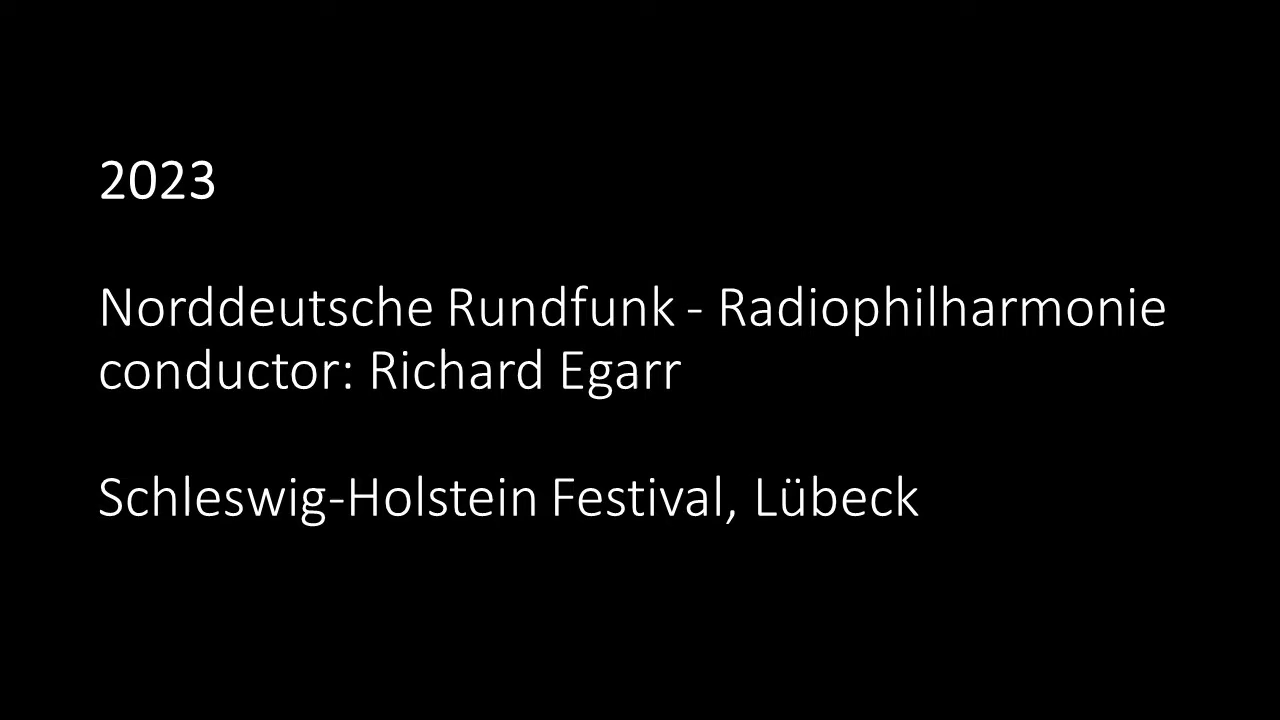 2023
Norddeutsche Rundfunk - Radiophilharmonie
conductor: Richard Egarr
Schleswig-Holstein Festival, Lübeck